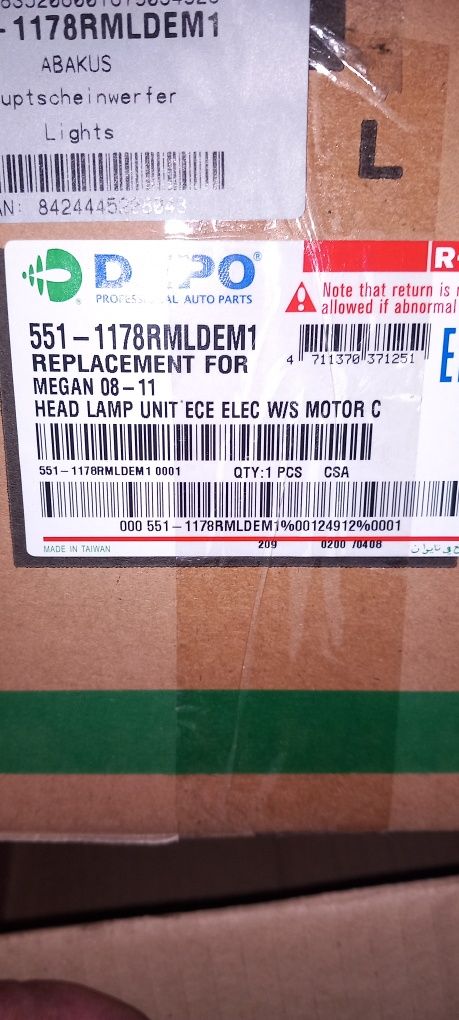 -1178RMLDEM1
ABAKUS
uptscheinwerfer
Lights
L
DEPO®
PROFESSIONAL AUTO PARTS
R
Note that return is
allowed if abnormal
551-1178RMLDEM1
4 711370 371251
REPLACEMENT FOR
MEGAN 08-11
HEAD LAMP UNIT ECE ELEC W/S MOTOR C
551-1178RMLDEM1 0001 QTY:1 PCS CSA
000 551-1178RMLDEM1%00124912%0001
MADE IN TAIWAN 209 0200 /0408